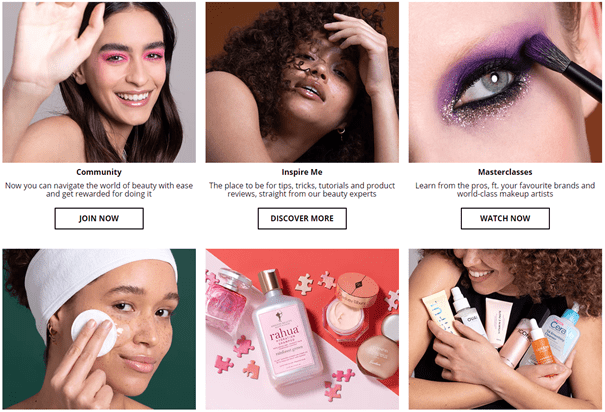 Community
Now you can navigate the world of beauty with ease
and get rewarded for doing it
JOIN NOW
Inspire Me
The place to be for tips, tricks, tutorials and product
reviews, straight from our beauty experts
DISCOVER MORE
Masterclasses
Learn from the pros, ft. your favourite brands and
world-class makeup artists
WATCH NOW
rahua